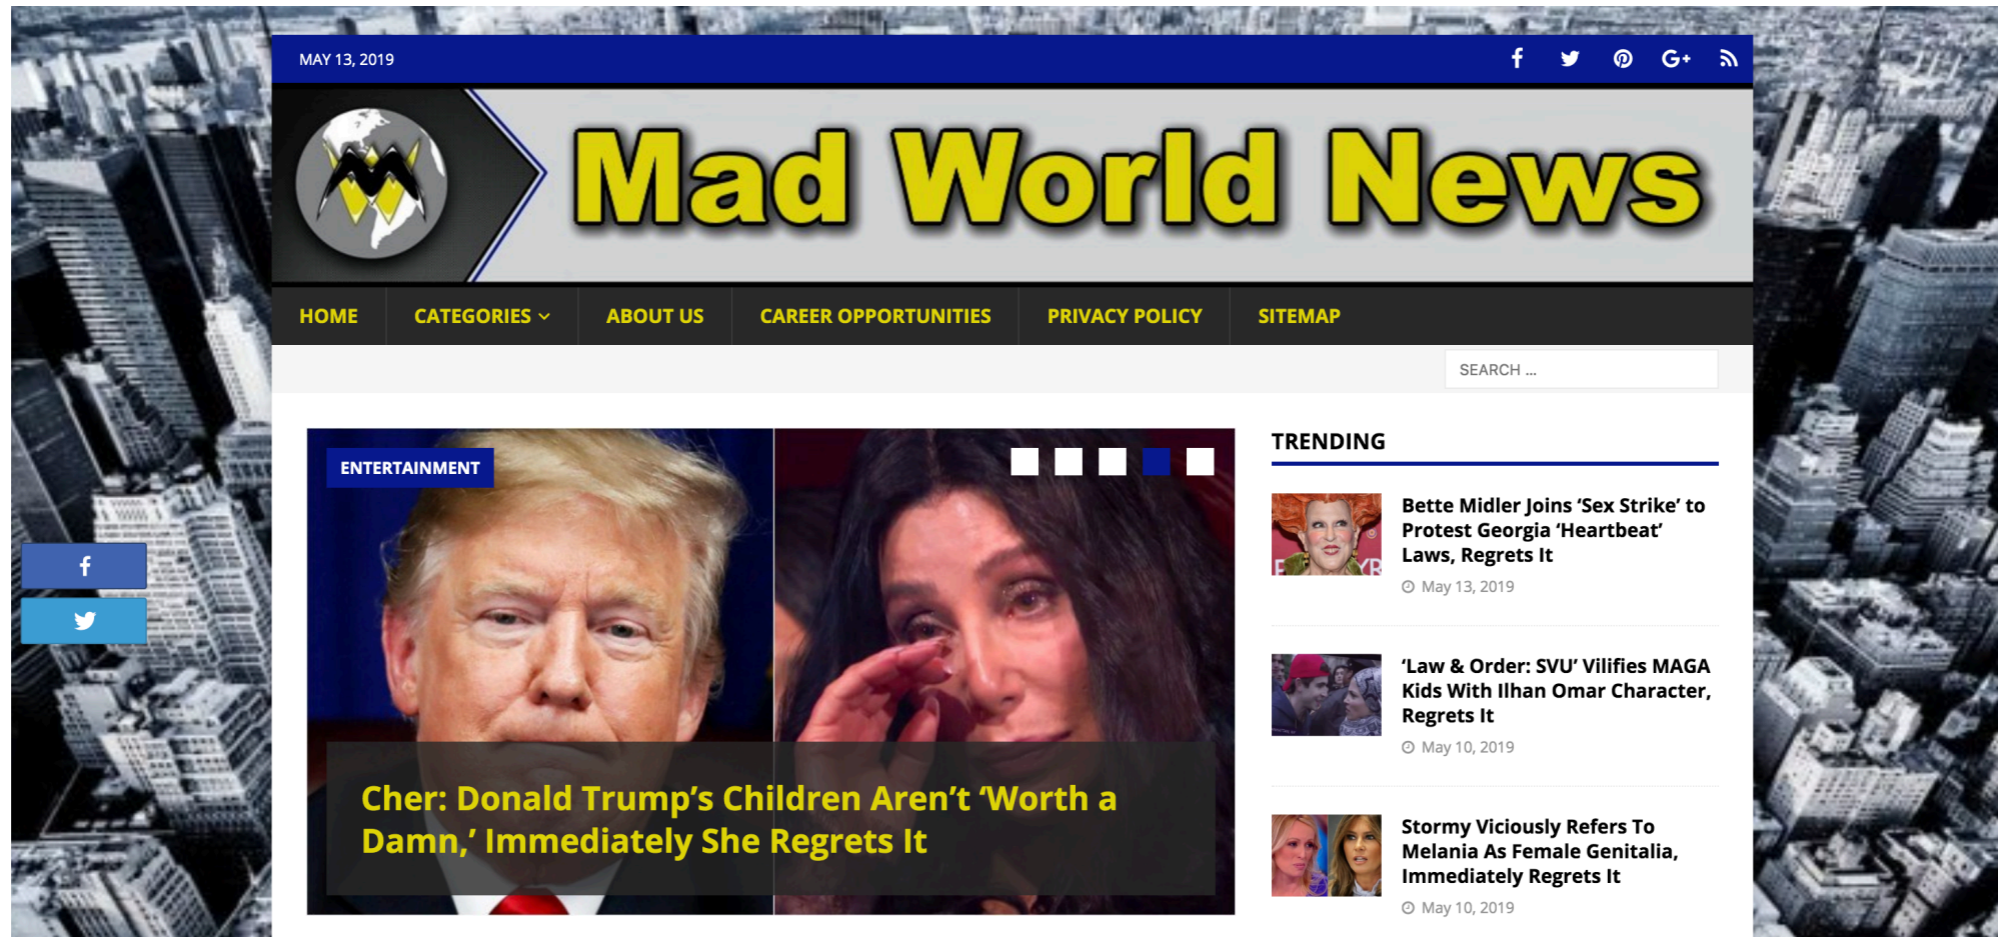 MAY 13, 2019
Mad World News
HOME
CATEGORIES
ABOUT US
CAREER OPPORTUNITIES
PRIVACY POLICY
SITEMAP
SEARCH ...
ENTERTAINMENT
Cher: Donald Trump's Children Aren't 'Worth a
Damn,' Immediately She Regrets It
TRENDING
Bette Midler Joins 'Sex Strike' to
Protest Georgia 'Heartbeat'
Laws, Regrets It
May 13, 2019
'Law & Order: SVU' Vilifies MAGA
Kids With Ilhan Omar Character,
Regrets It
May 10, 2019
Stormy Viciously Refers To
Melania As Female Genitalia,
Immediately Regrets It
May 10, 2019